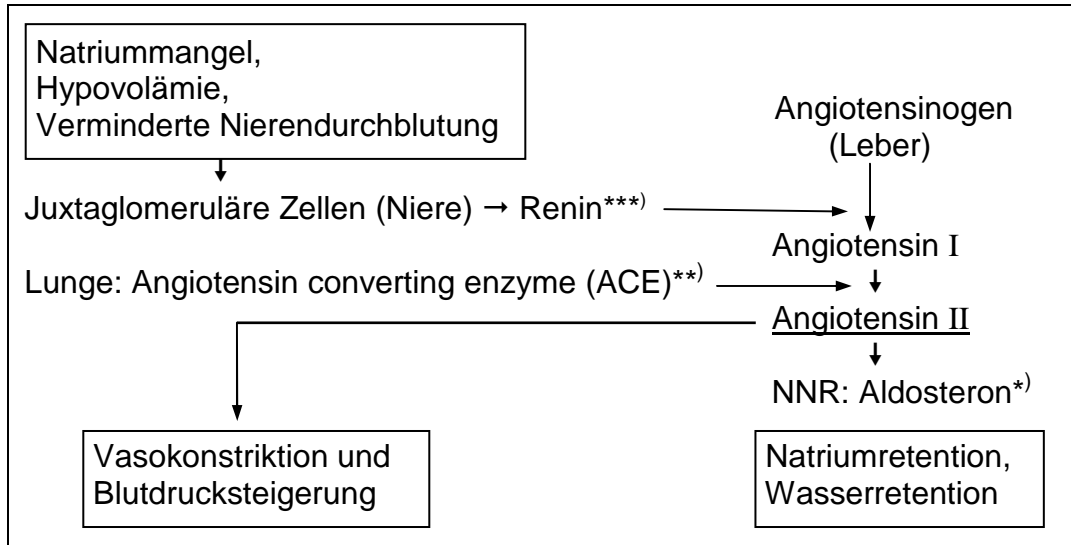 Natriummangel,
Hypovolämie,
Verminderte Nierendurchblutung
Angiotensinogen
(Leber)
Juxtaglomeruläre Zellen (Niere) → Renin***)
Angiotensin I
Lunge: Angiotensin converting enzyme (ACE)**)
Angiotensin II
NNR: Aldosteron*)
Vasokonstriktion und
Blutdrucksteigerung
Natriumretention,
Wasserretention